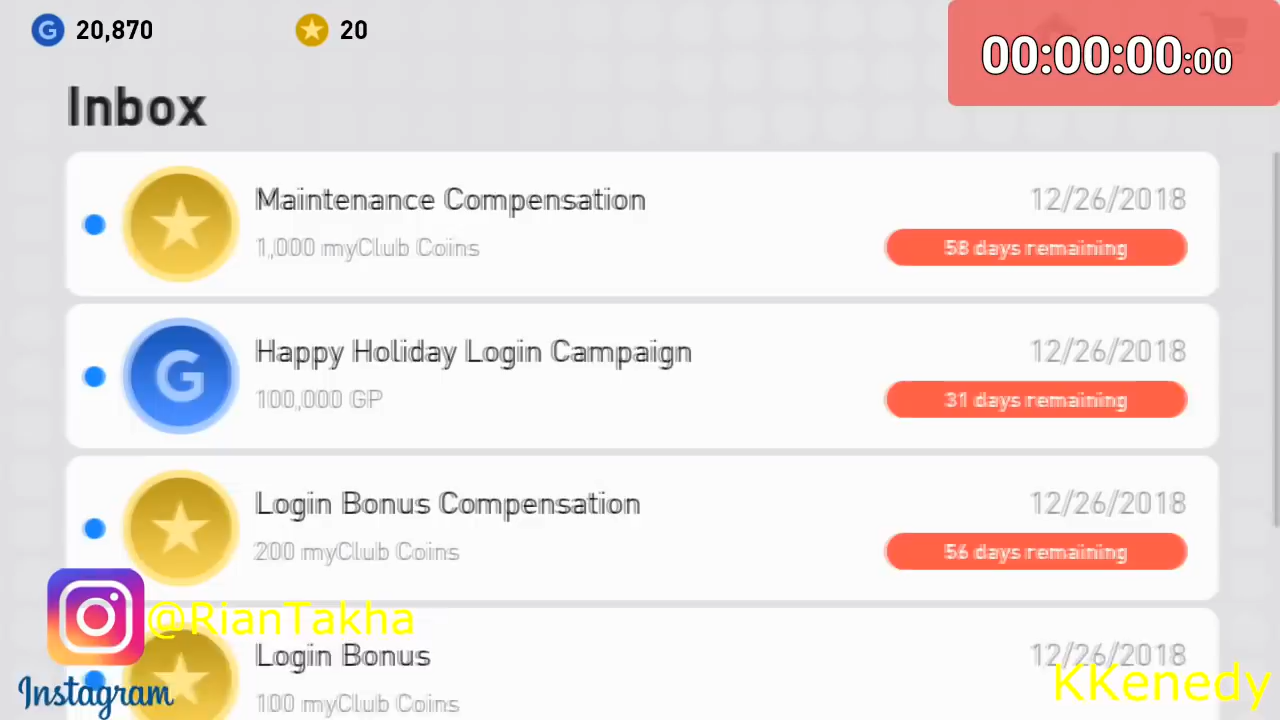 G 20,870 20
00:00:00:00
Inbox
Maintenance Compensation 12/26/2018
1,000 myClub Coins 58 days remaining
Happy Holiday Login Campaign 12/26/2018
G
100,000 GP 31 days remaining
Login Bonus Compensation 12/26/2018
200 myClub Coins 56 days remaining
@RianTakha
Login Bonus 12/26/2018
KKenedy
Instagram
100 myClub Coins